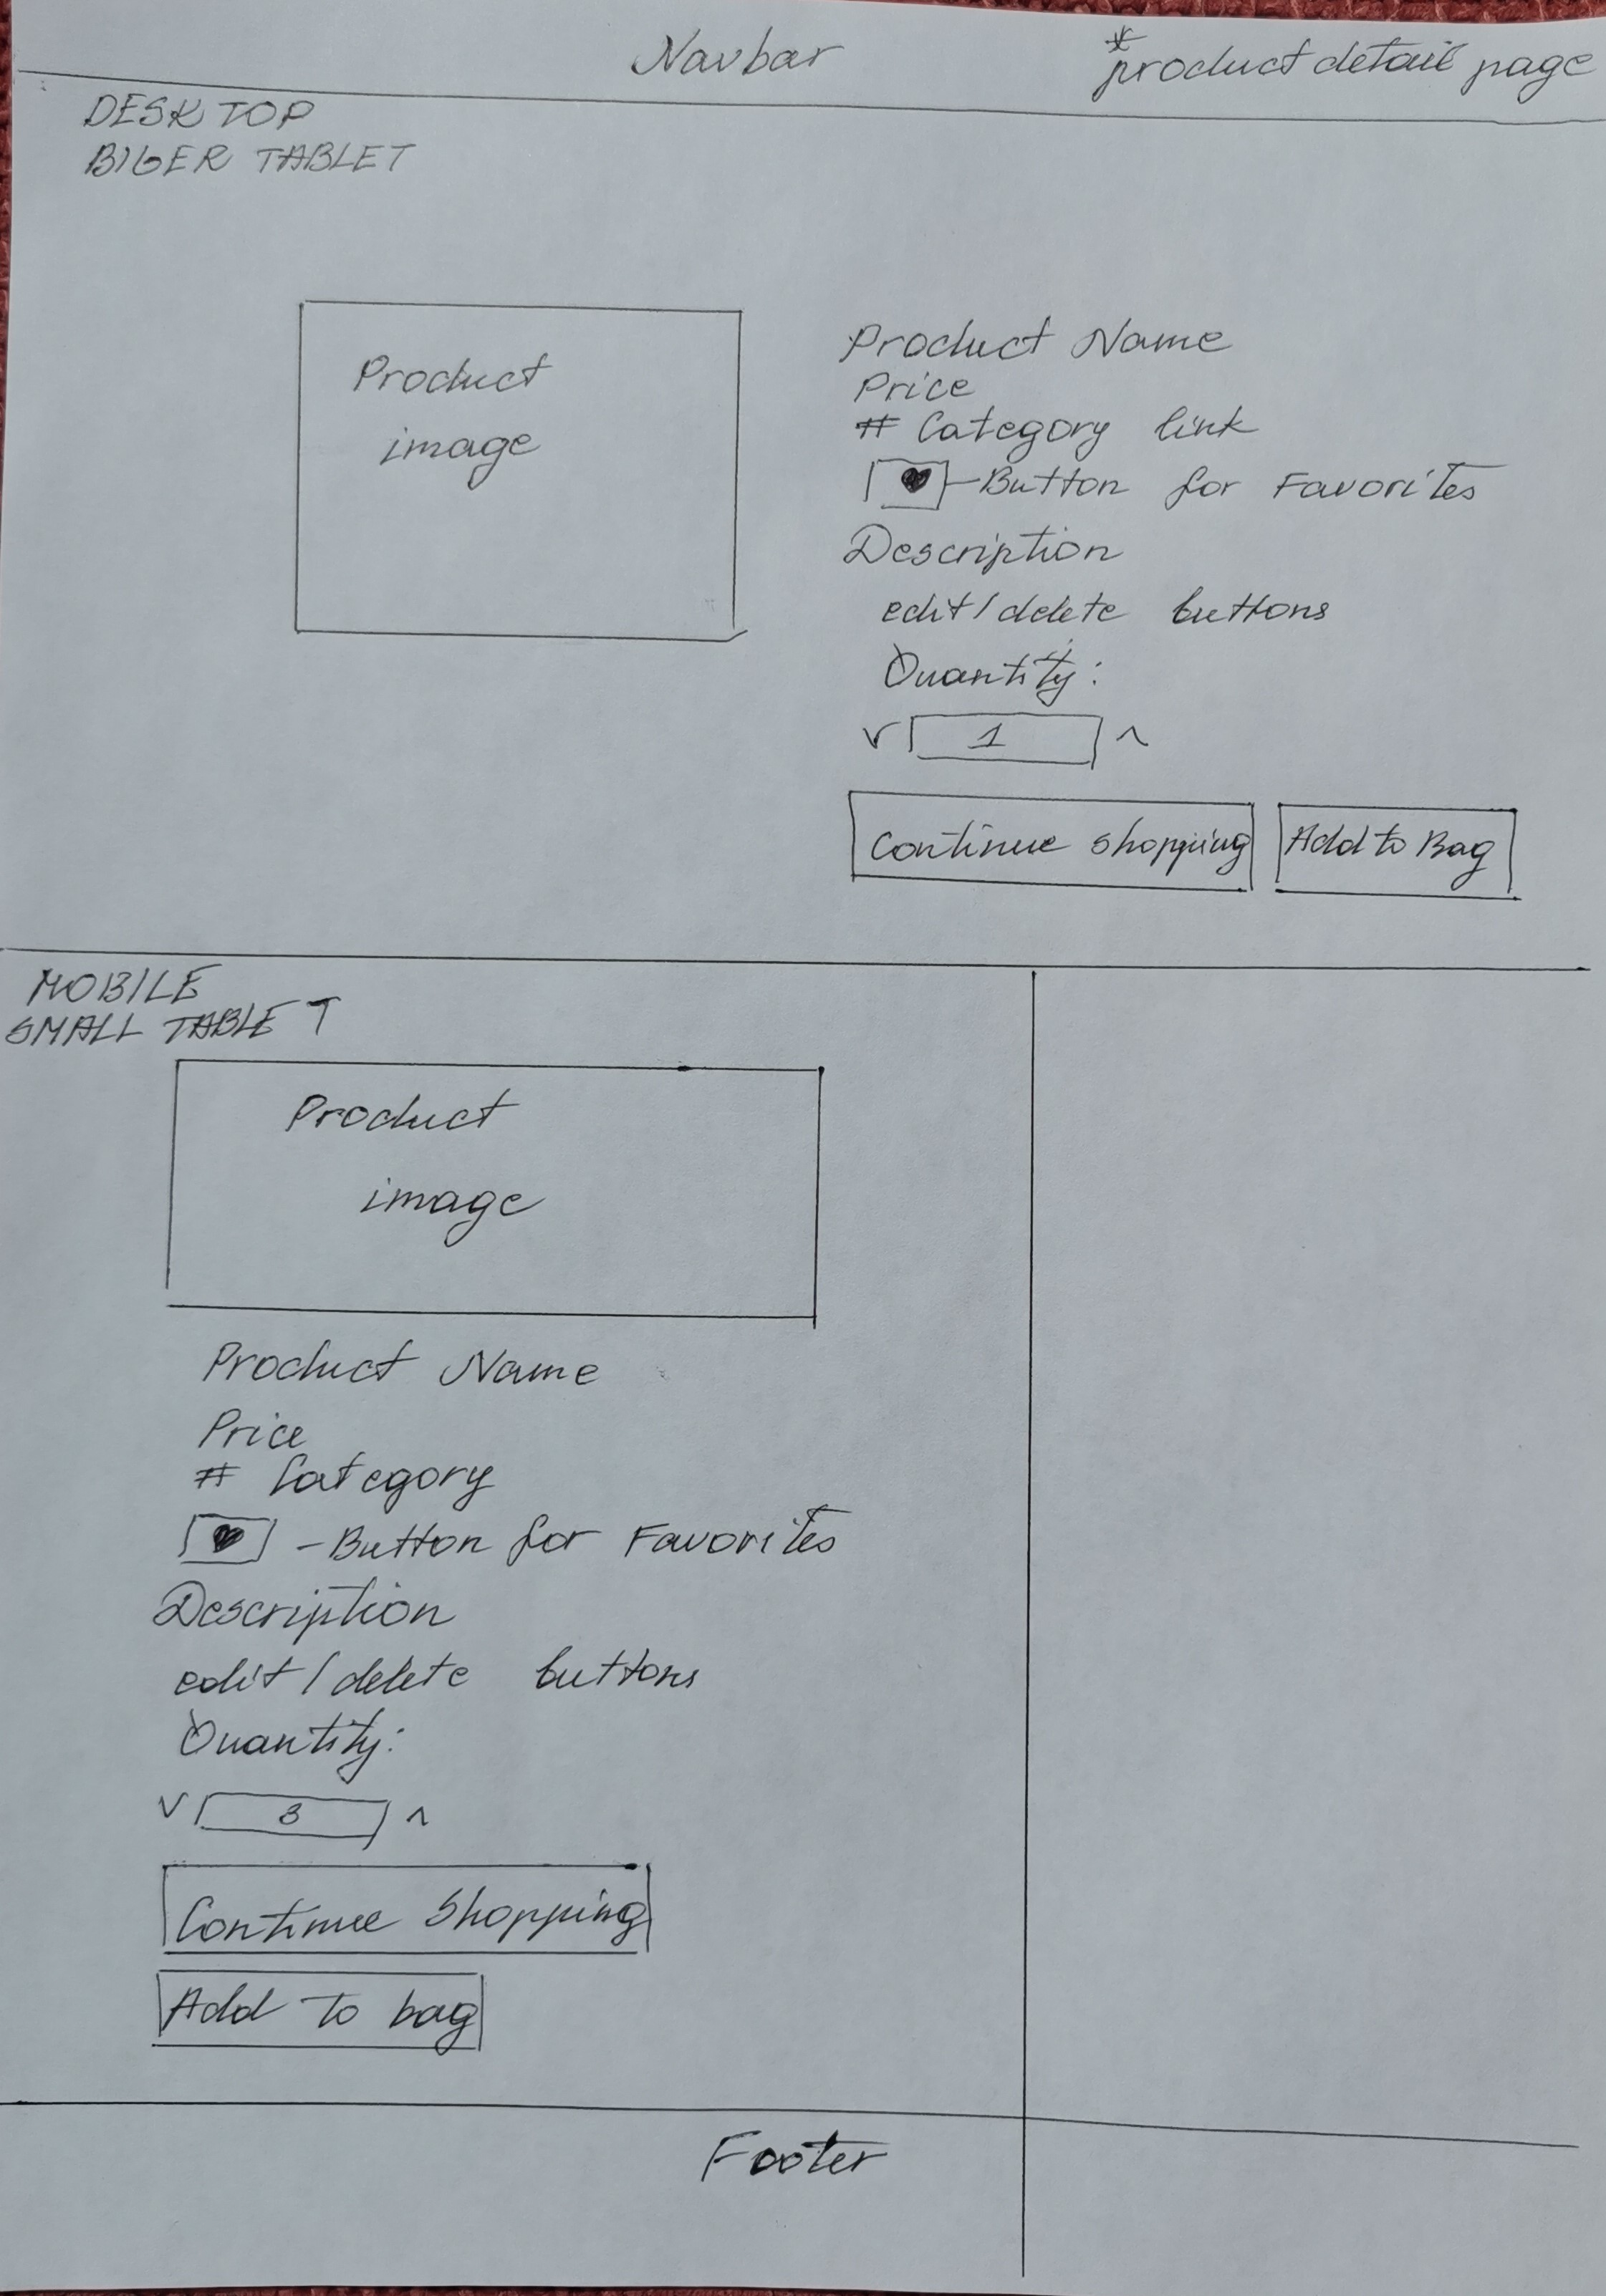 Navbar
*product detail page
DESKTOP
BIGER TABLET
Product
image
Product Name
Price
# Category link
♥ -Button for Favorites
Description
edit/delete buttons
Quantity:
v 1 ^
Continue shopping
Add to Bag
MOBILE
SMALL TABLET
Product
image
Product Name
Price
# Category
♥ -Button for Favorites
Description
edit/delete buttons
Quantity:
v 3 ^
Continue Shopping
Add to bag
Footer